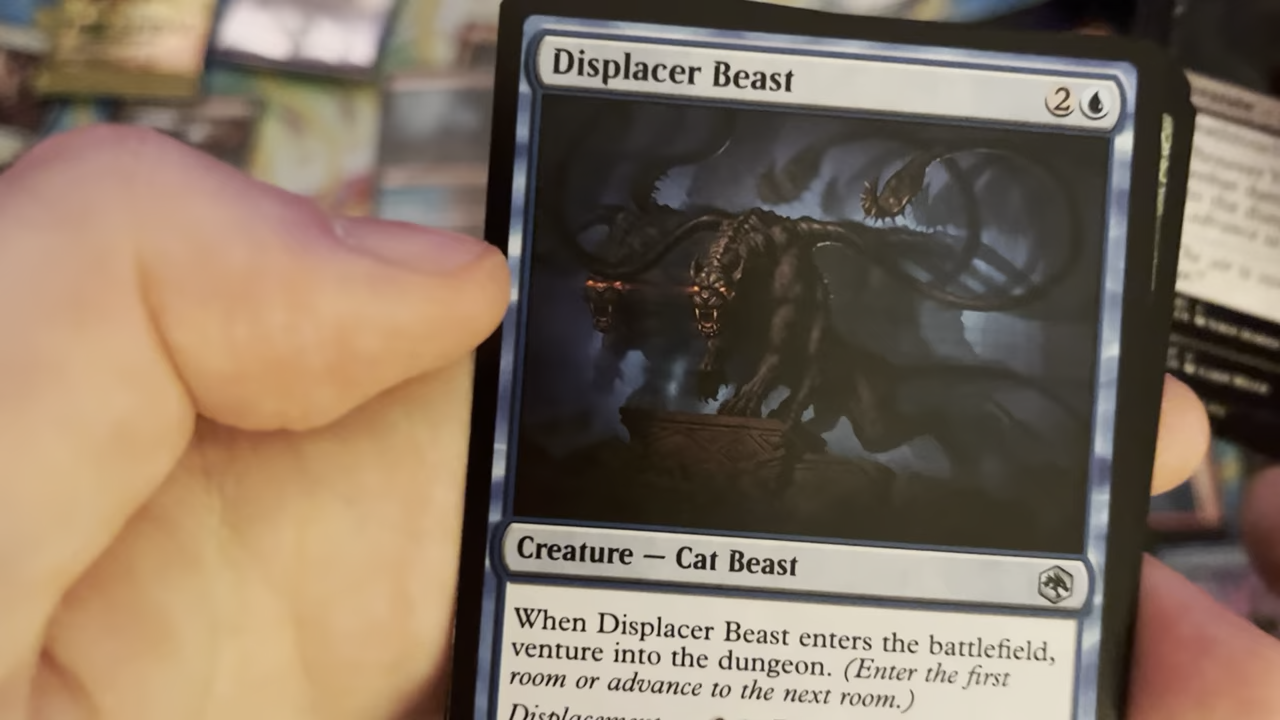 Displacer Beast 2
Creature — Cat Beast
When Displacer Beast enters the battlefield,
venture into the dungeon. (Enter the first
room or advance to the next room.)